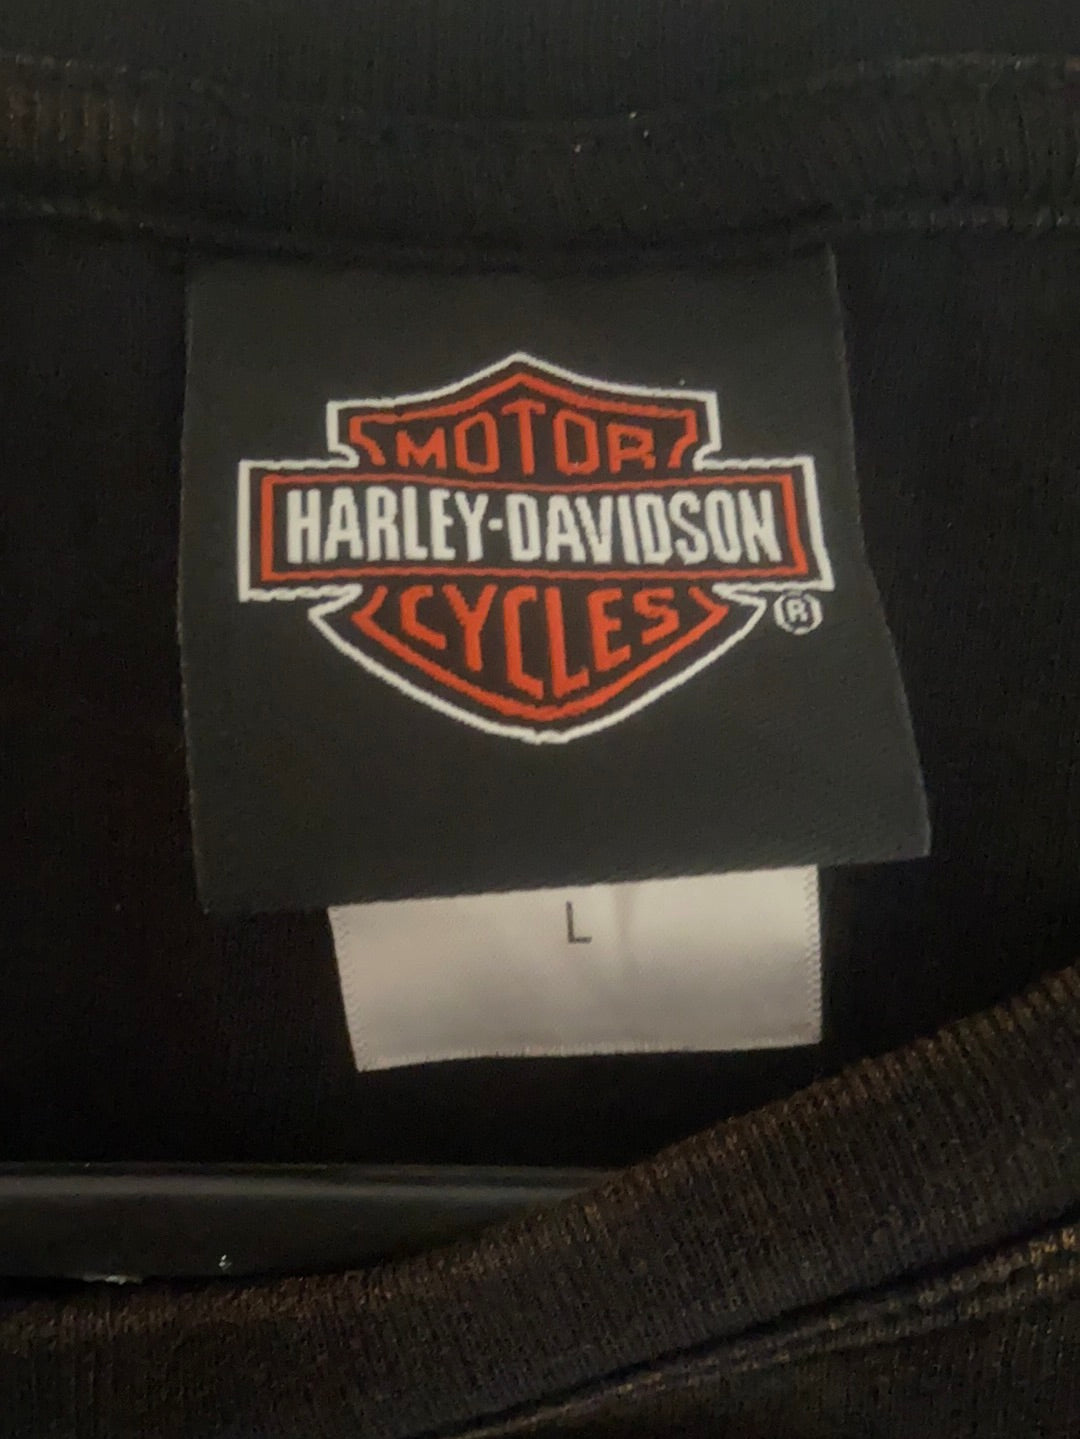 MOTOR
HARLEY-DAVIDSON
CYCLES
®
L